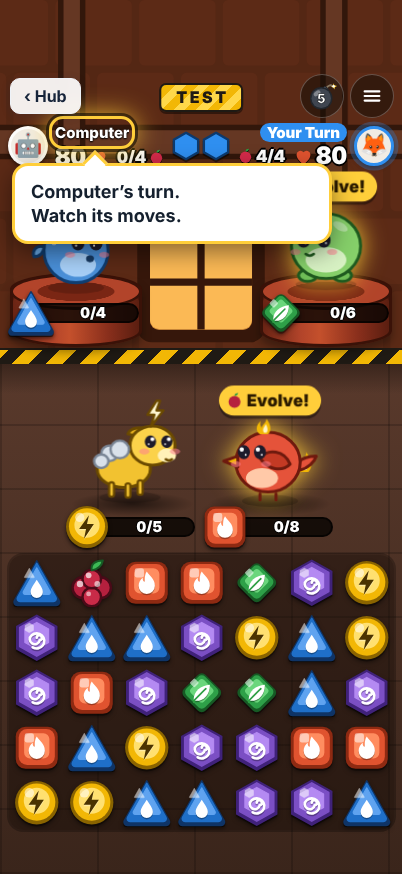 ‹ Hub
TEST
5
Computer
Your Turn
80
0/4
4/4
80
Computer's turn.
Watch its moves.
olve!
0/4
0/6
Evolve!
0/5
0/8